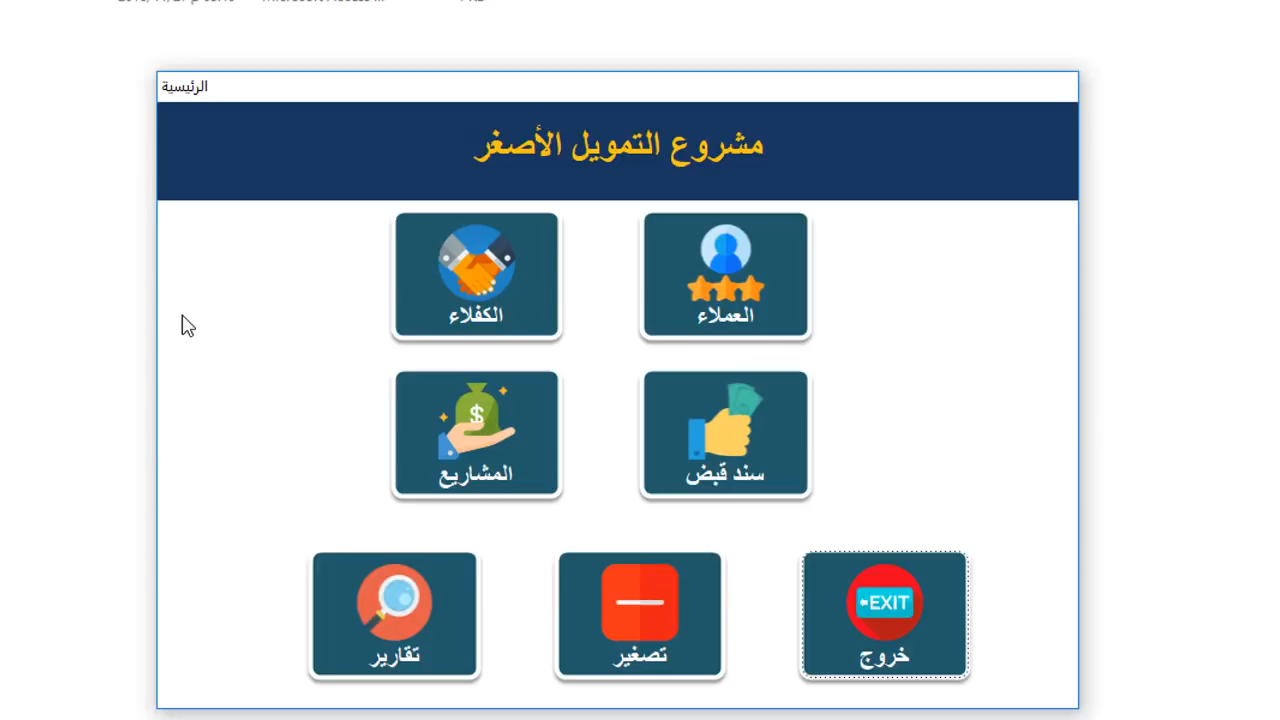 الرئيسية
مشروع التمويل الأصغر
العملاء
الكفلاء
$
سند قبض
المشاريع
EXIT
خروج
تصغير
تقارير